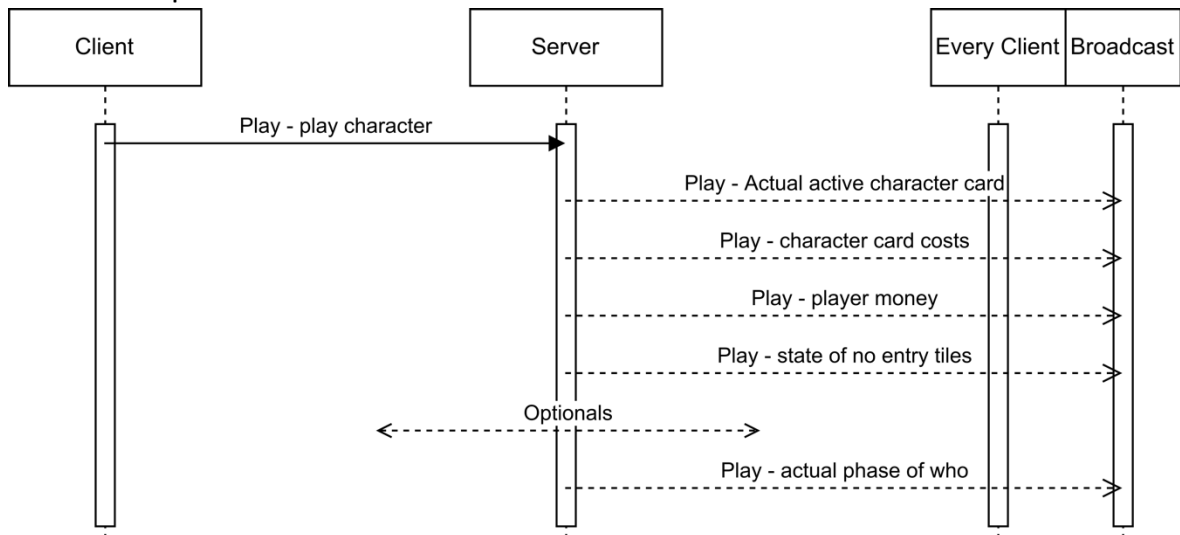 Client
Server
Every Client
Broadcast
Play - play character
Play - Actual active character card
Play - character card costs
Play - player money
Play - state of no entry tiles
Optionals
Play - actual phase of who